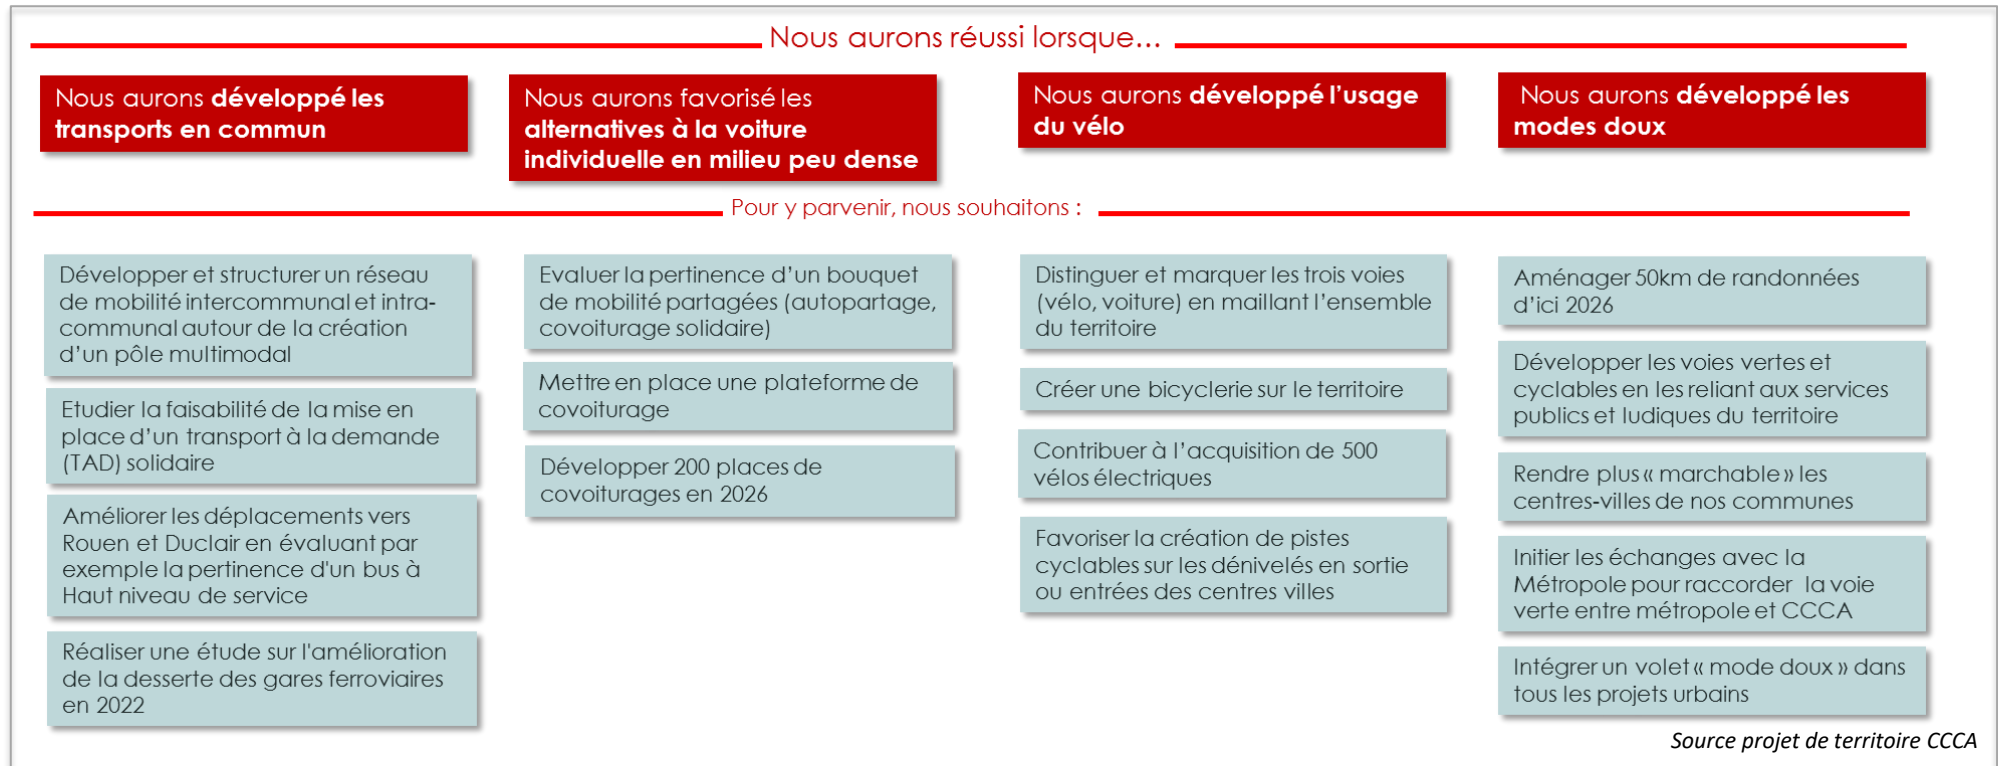 Nous aurons réussi lorsque...
Nous aurons développé les
transports en commun
Nous aurons favorisé les
alternatives à la voiture
individuelle en milieu peu dense
Nous aurons développé l'usage
du vélo
Nous aurons développé les
modes doux
Pour y parvenir, nous souhaitons :
Développer et structurer un réseau
de mobilité intercommunal et intra-
communal autour de la création
d'un pôle multimodal
Etudier la faisabilité de la mise en
place d'un transport à la demande
(TAD) solidaire
Améliorer les déplacements vers
Rouen et Duclair en évaluant par
exemple la pertinence d'un bus à
Haut niveau de service
Réaliser une étude sur l'amélioration
de la desserte des gares ferroviaires
en 2022
Evaluer la pertinence d'un bouquet
de mobilité partagées (autopartage,
covoiturage solidaire)
Mettre en place une plateforme de
covoiturage
Développer 200 places de
covoiturages en 2026
Distinguer et marquer les trois voies
(vélo, voiture) en maillant l'ensemble
du territoire
Créer une bicyclerie sur le territoire
Contribuer à l'acquisition de 500
vélos électriques
Favoriser la création de pistes
cyclables sur les dénivelés en sortie
ou entrées des centres villes
Aménager 50km de randonnées
d'ici 2026
Développer les voies vertes et
cyclables en les reliant aux services
publics et ludiques du territoire
Rendre plus « marchable » les
centres-villes de nos communes
Initier les échanges avec la
Métropole pour raccorder la voie
verte entre métropole et CCCA
Intégrer un volet « mode doux » dans
tous les projets urbains
Source projet de territoire CCCA